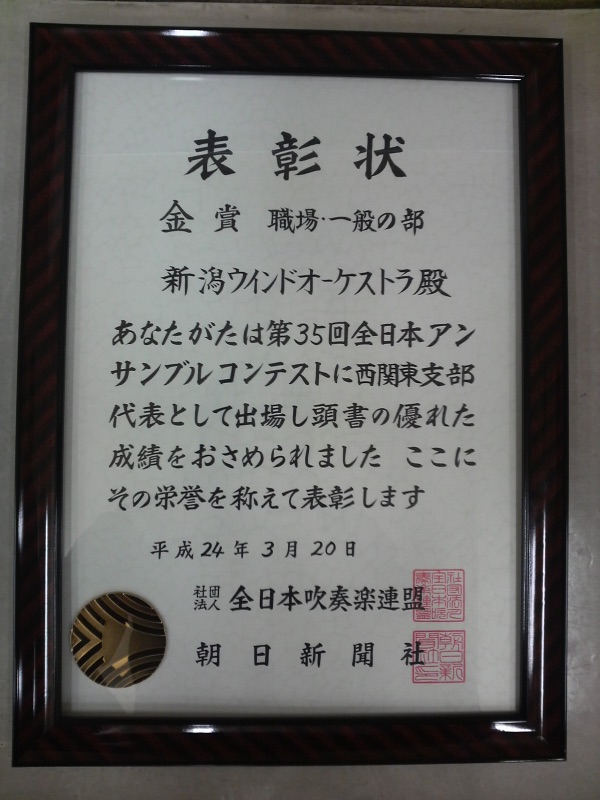 表彰状
金賞 職場・一般の部
新潟ウインドオーケストラ殿
あなたがたは第35回全日本アン
サンブルコンテストに西関東支部
代表として出場し頭書の優れた
成績をおさめられました ここに
その栄誉を称えて表彰します
平成24年3月20日
社団法人 全日本吹奏楽連盟
朝日新聞社